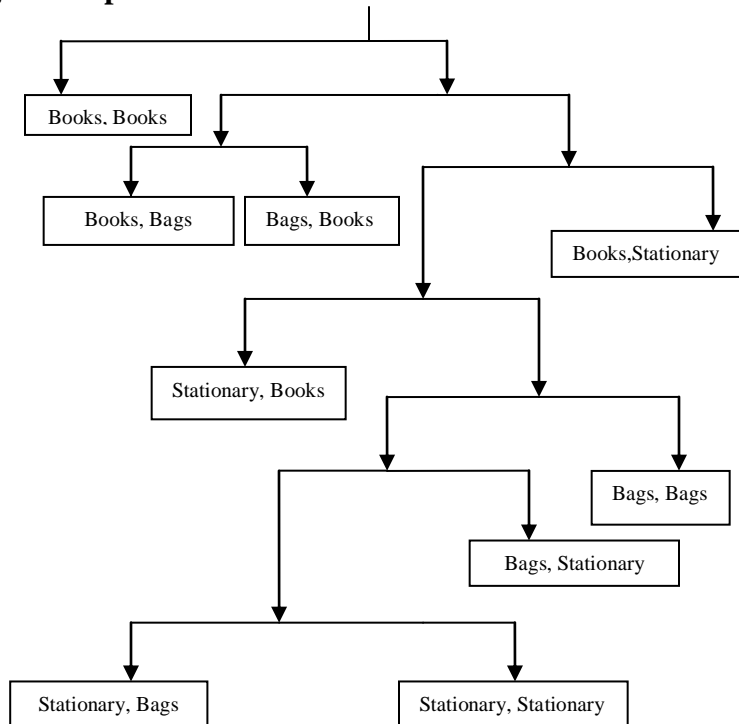 Books, Books
Books, Bags
Bags, Books
Books,Stationary
Stationary, Books
Bags, Bags
Bags, Stationary
Stationary, Bags
Stationary, Stationary